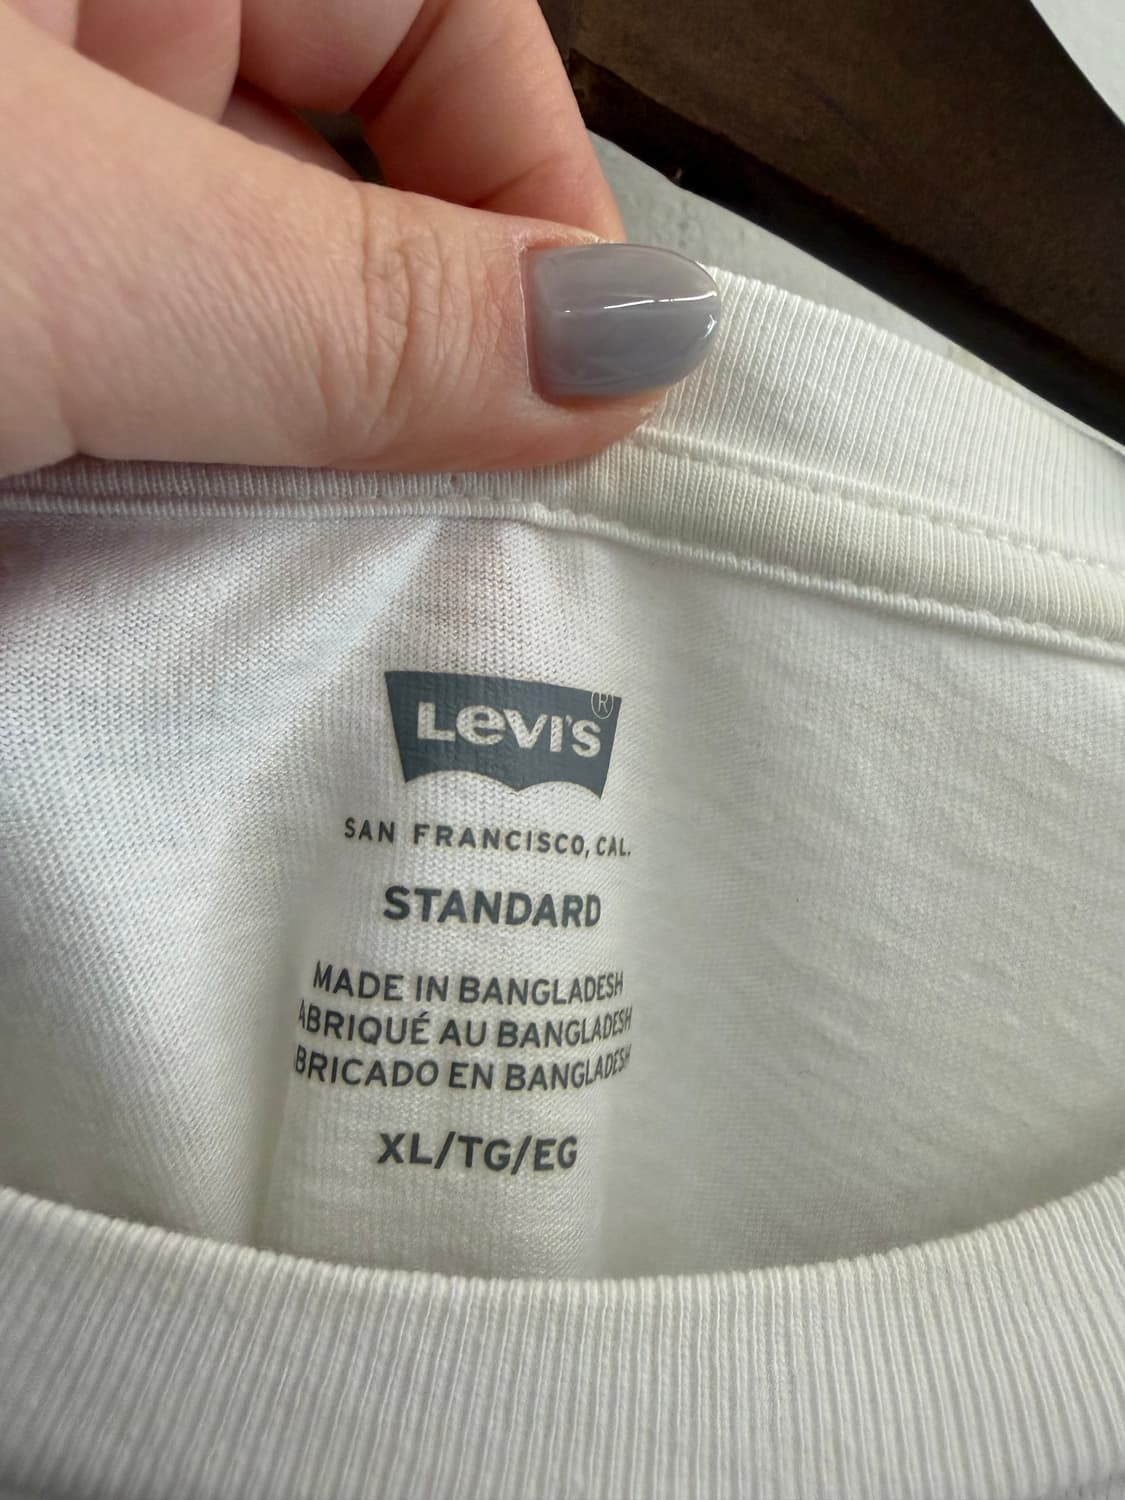 Levi's®
SAN FRANCISCO, CAL.
STANDARD
MADE IN BANGLADESH
ABRIQUÉ AU BANGLADESH
BRICADO EN BANGLADESH
XL/TG/EG